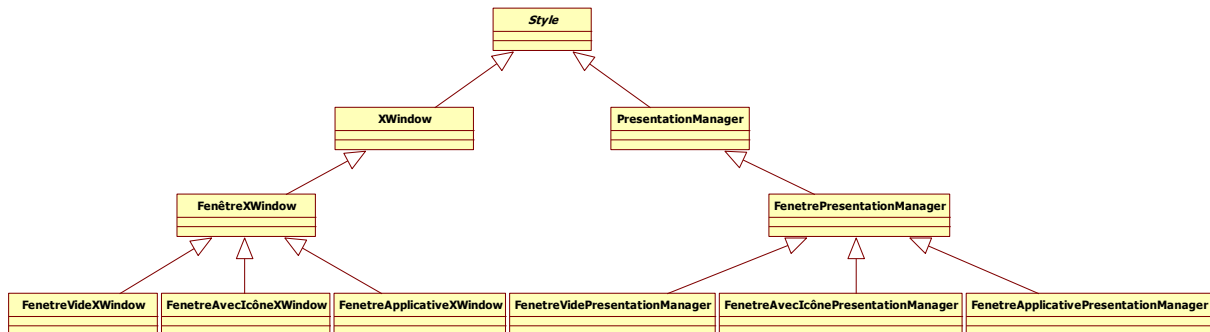 Style
XWindow
PresentationManager
FenêtreXWindow
FenetrePresentationManager
FenetreVideXWindow
FenetreAvecIcôneXWindow
FenetreApplicativeXWindow
FenetreVidePresentationManager
FenetreAvecIcônePresentationManager
FenetreApplicativePresentationManager